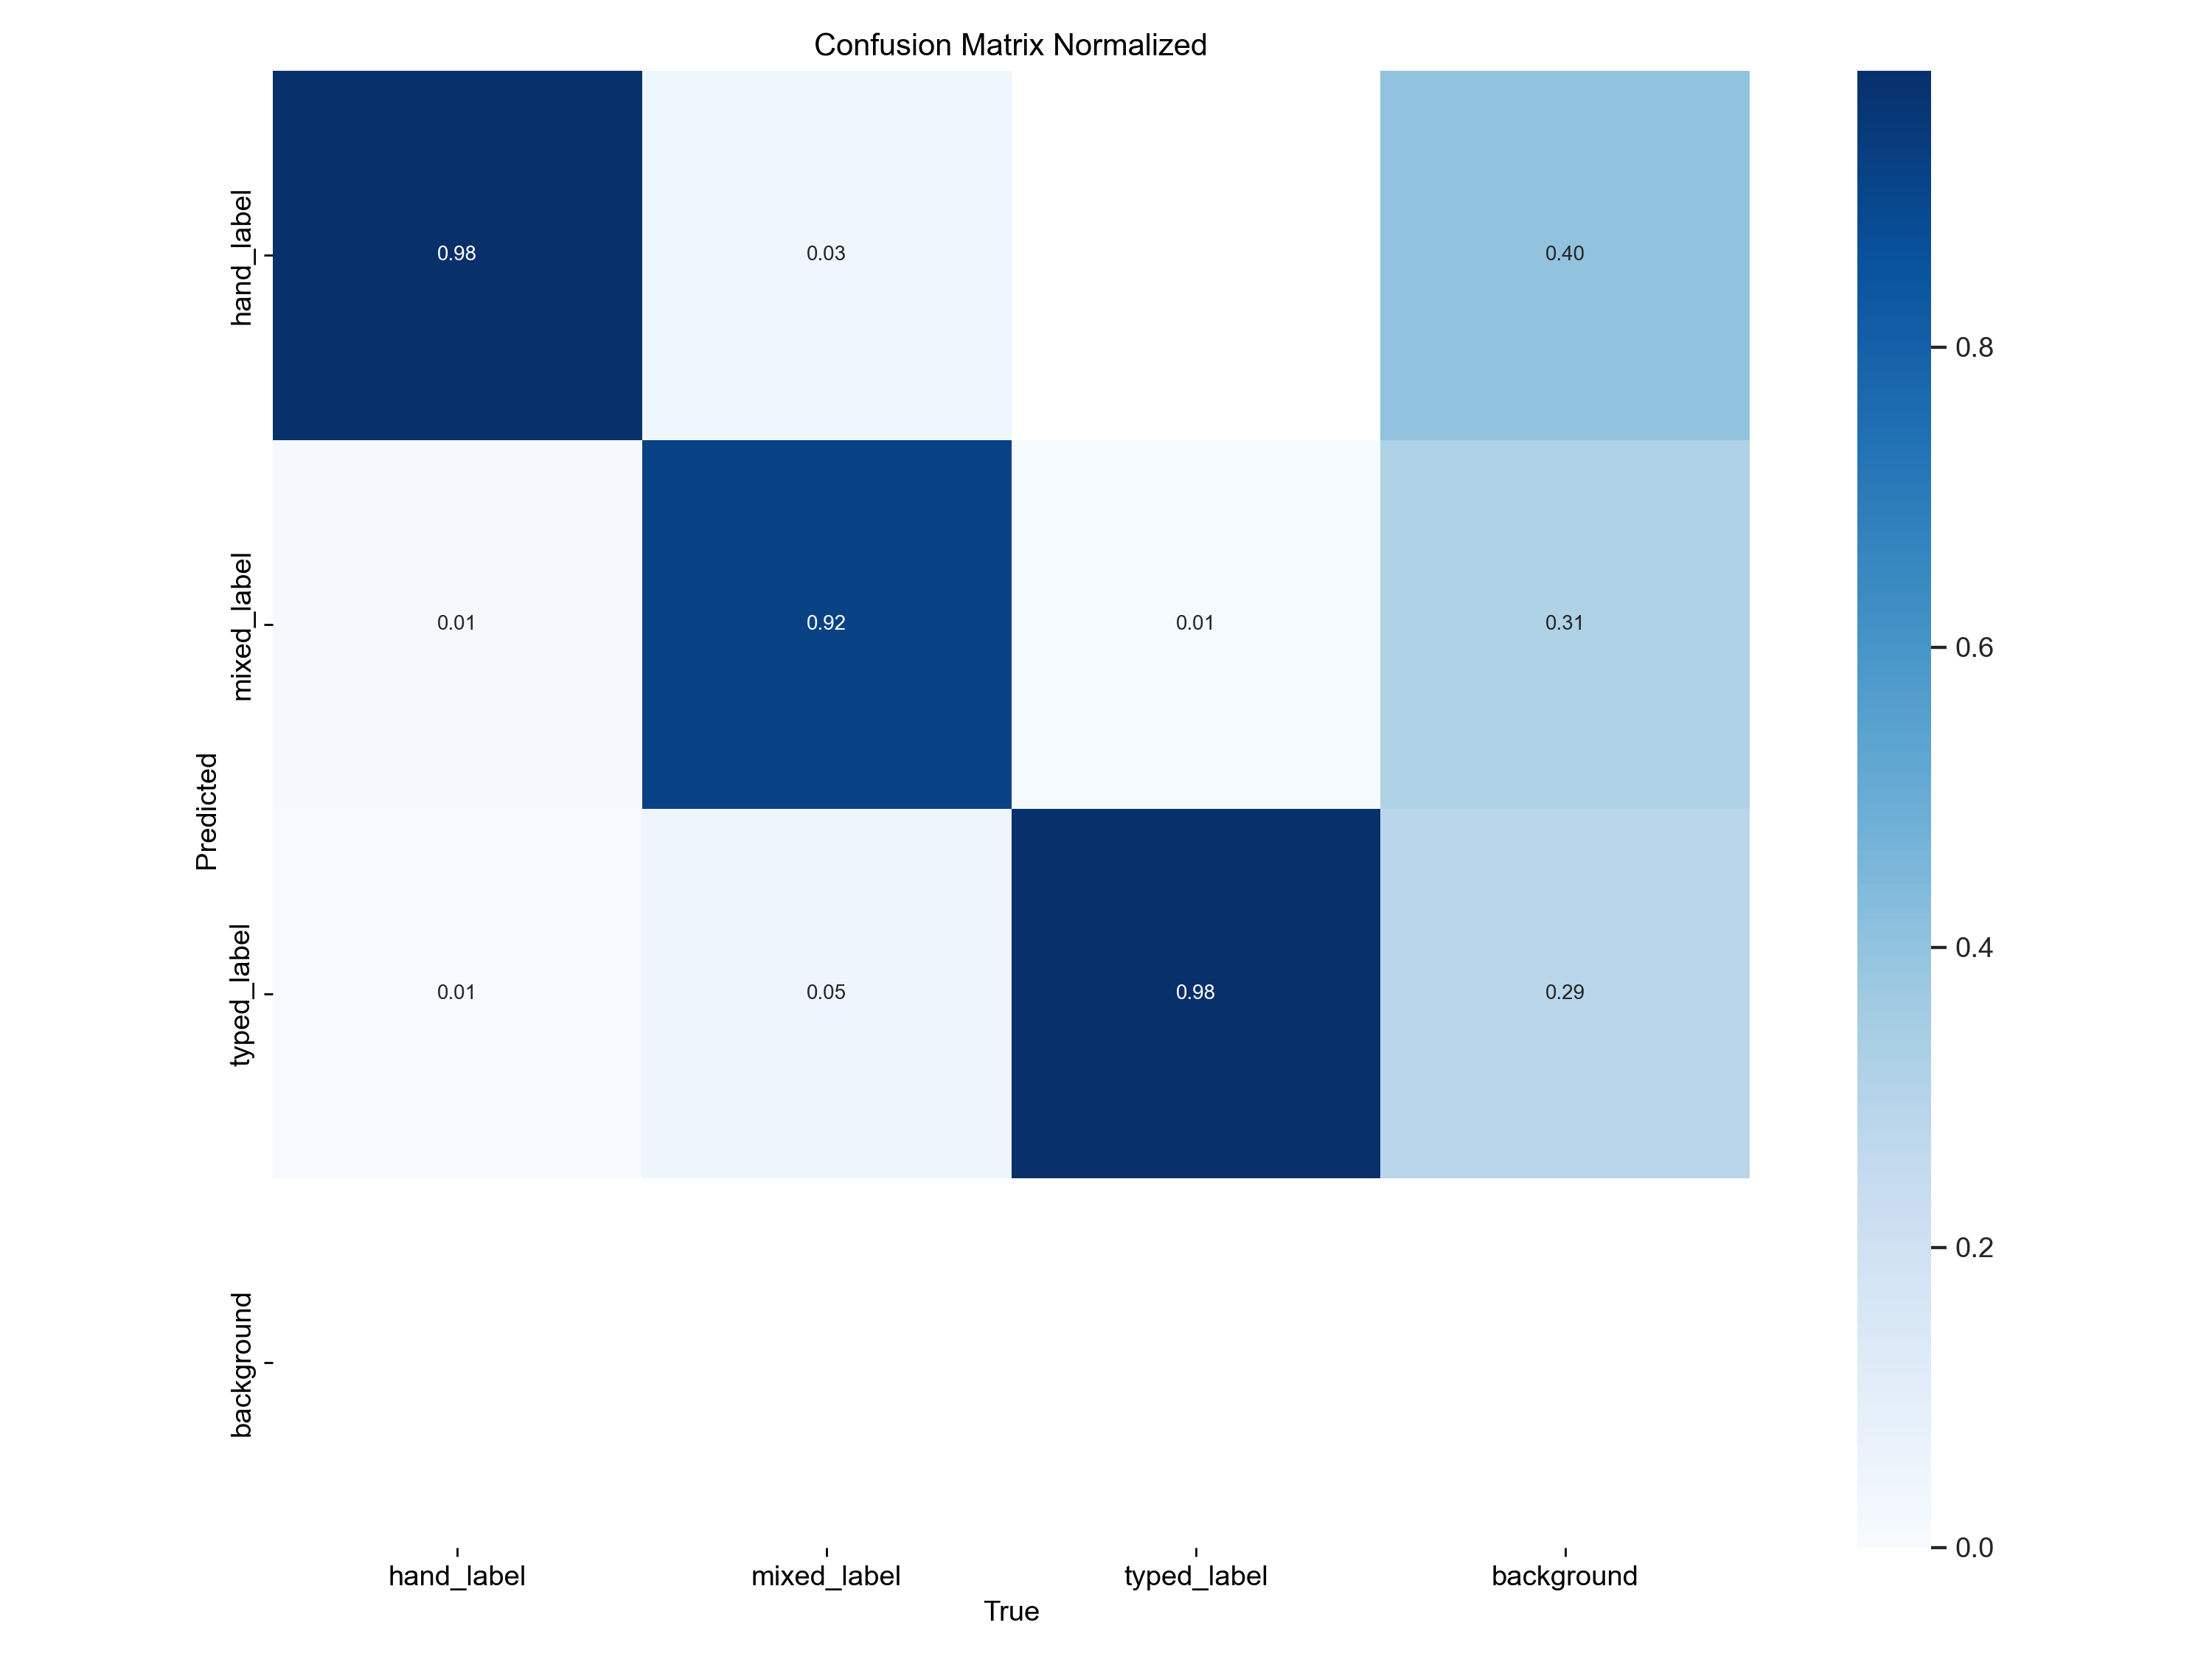 Confusion Matrix Normalized
hand_label
0.98
0.03
0.40
mixed_label
0.01
0.92
0.01
0.31
typed_label
0.01
0.05
0.98
0.29
background
Predicted
hand_label
mixed_label
typed_label
background
True
0.8
0.6
0.4
0.2
0.0